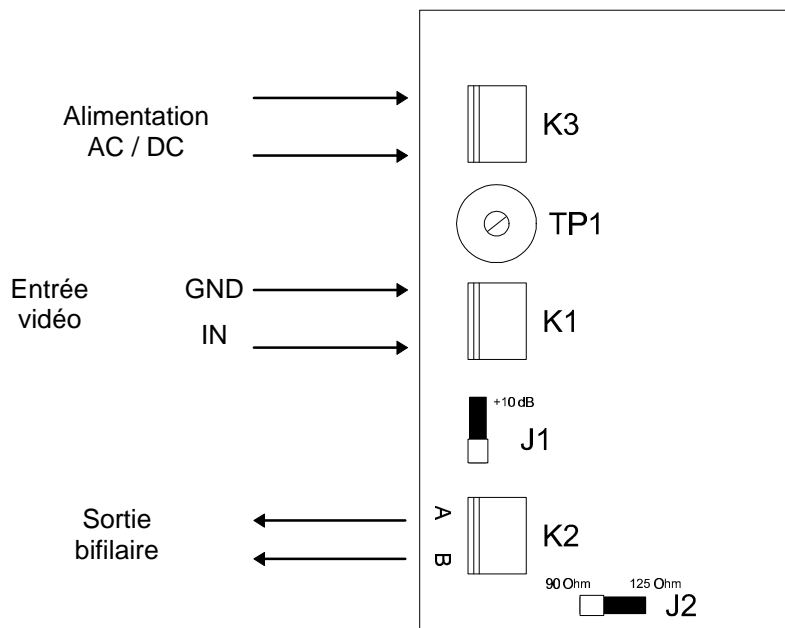 Alimentation
AC / DC
K3
TP1
Entrée
vidéo
GND
IN
K1
+10 dB
J1
Sortie
bifilaire
A
B
K2
90 Ohm
125 Ohm
J2